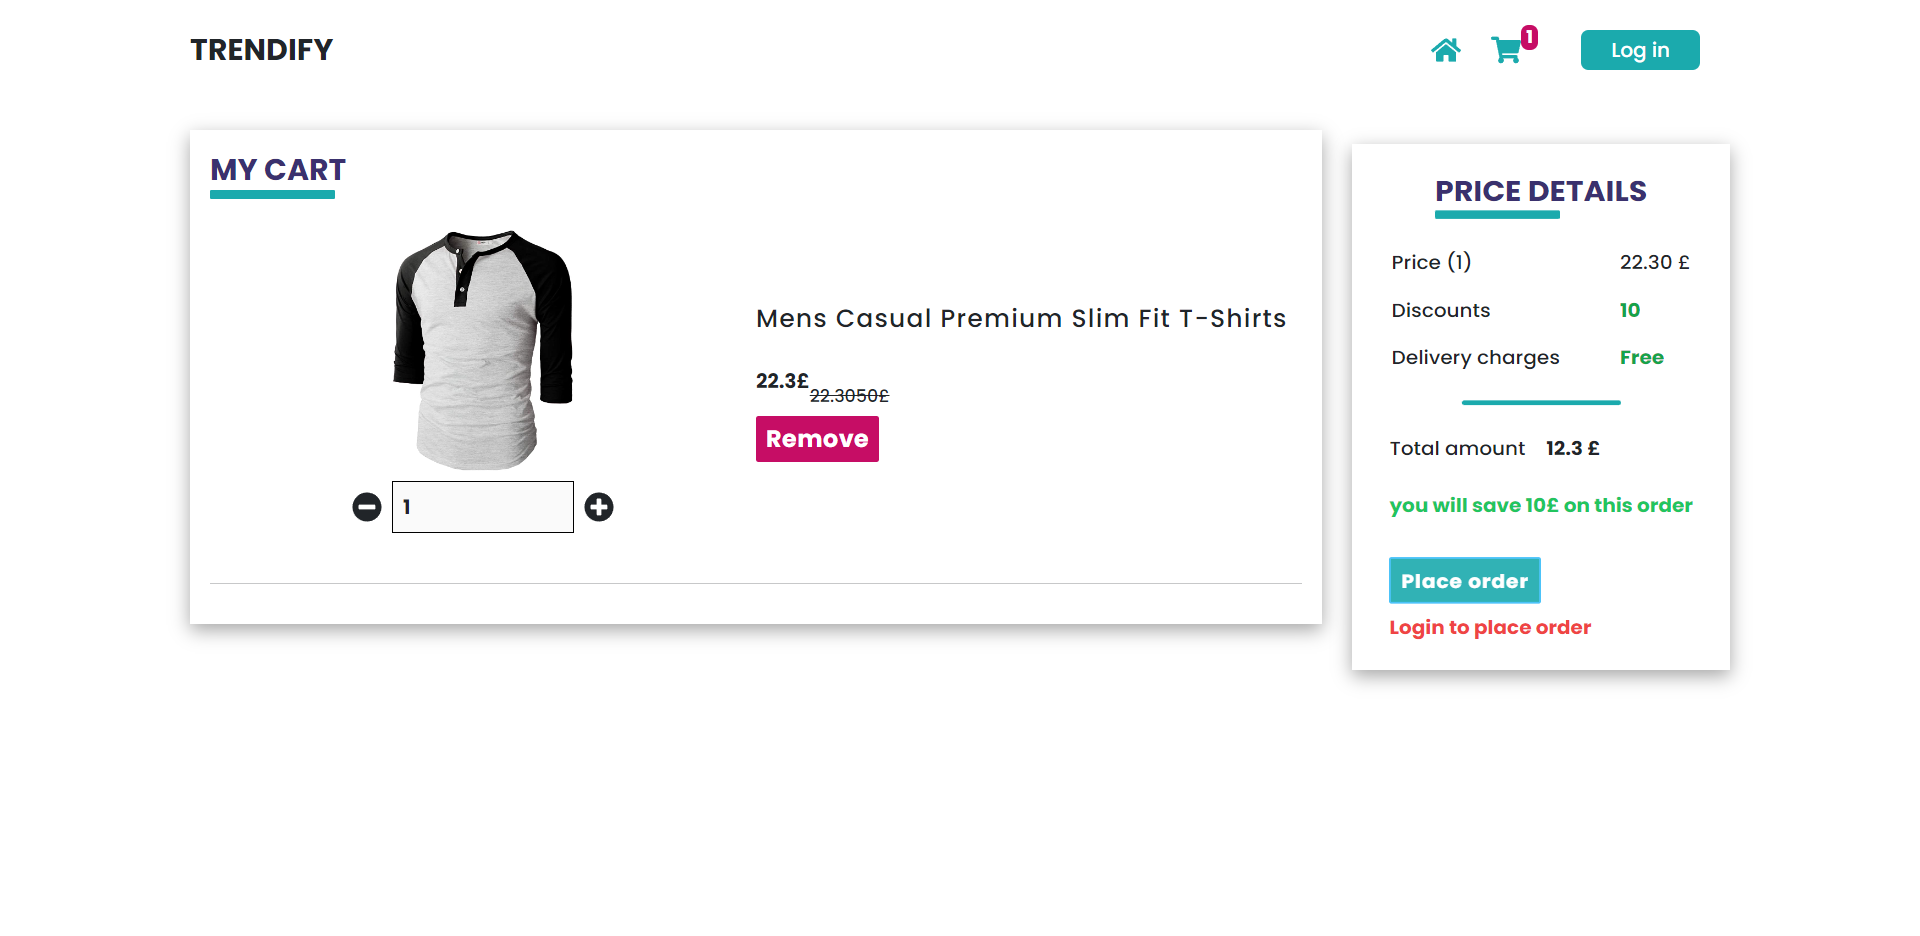 TRENDIFY
1
Log in
MY CART
Mens Casual Premium Slim Fit T-Shirts
22.3£
22.3050£
Remove
1
PRICE DETAILS
Price (1) 22.30 £
Discounts 10
Delivery charges Free
Total amount 12.3 £
you will save 10£ on this order
Place order
Login to place order